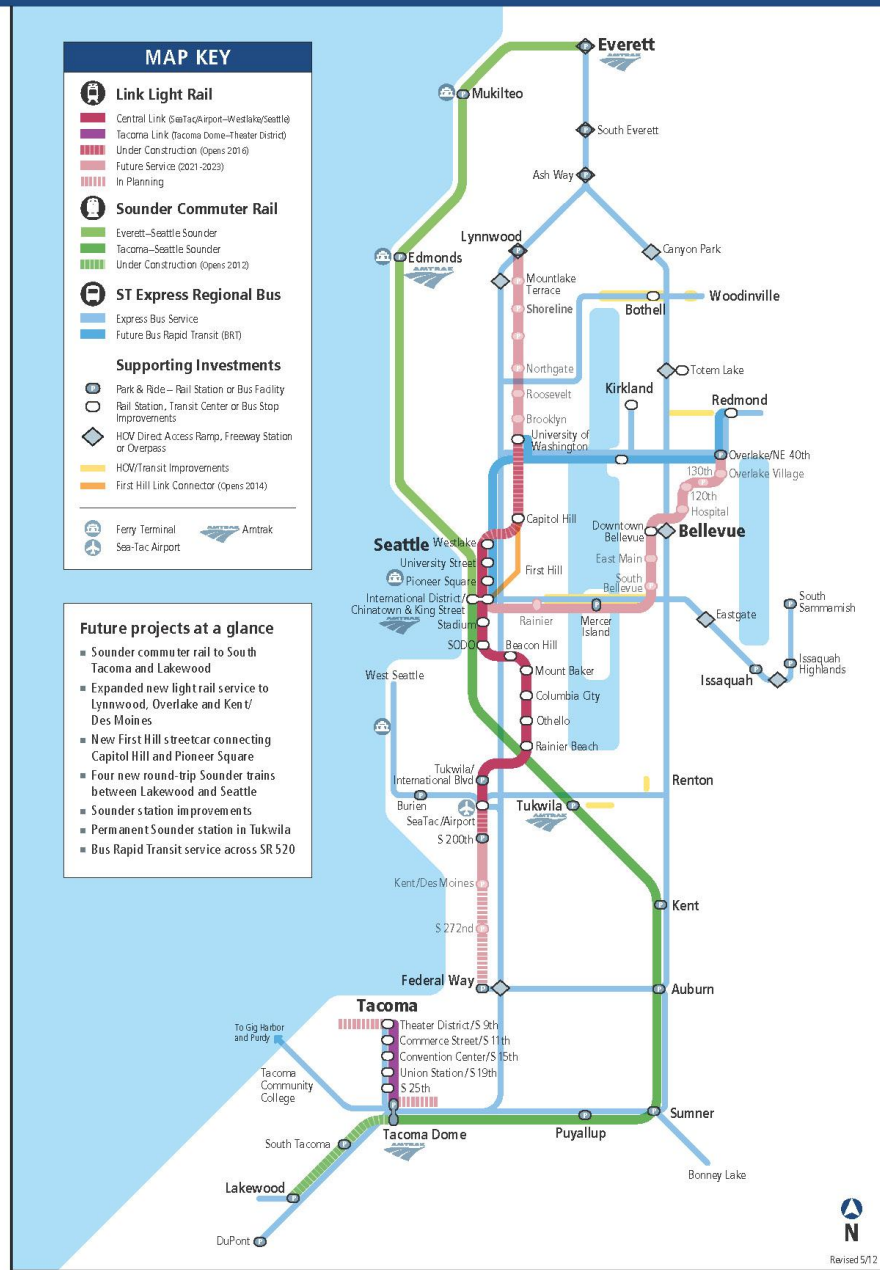 MAP KEY
Link Light Rail
Central Link (SeaTac/Airport–Westlake/Seattle)
Tacoma Link (Tacoma Dome–Theater District)
Under Construction (Opens 2016)
Future Service (2021-2023)
In Planning
Sounder Commuter Rail
Everett–Seattle Sounder
Tacoma–Seattle Sounder
Under Construction (Opens 2012)
ST Express Regional Bus
Express Bus Service
Future Bus Rapid Transit (BRT)
Supporting Investments
P
Park & Ride – Rail Station or Bus Facility
Rail Station, Transit Center or Bus Stop
Improvements
HOV Direct Access Ramp, Freeway Station
or Overpass
HOV/Transit Improvements
First Hill Link Connector (Opens 2014)
Ferry Terminal
AMTRAK
Amtrak
Sea-Tac Airport
Future projects at a glance
Sounder commuter rail to South
Tacoma and Lakewood
Expanded new light rail service to
Lynnwood, Overlake and Kent/
Des Moines
New First Hill streetcar connecting
Capitol Hill and Pioneer Square
Four new round-trip Sounder trains
between Lakewood and Seattle
Sounder station improvements
Permanent Sounder station in Tukwila
Bus Rapid Transit service across SR 520
Everett
AMTRAK
Mukilteo
South Everett
Ash Way
Lynnwood
Canyon Park
Edmonds
AMTRAK
Mountlake
Terrace
Shoreline
Bothell
Woodinville
Northgate
Totem Lake
Kirkland
Roosevelt
Redmond
Brooklyn
University of
Washington
Overlake/NE 40th
130th
Overlake Village
120th
Hospital
Capitol Hill
Downtown
Bellevue
Bellevue
Seattle
Westlake
University Street
East Main
First Hill
Pioneer Square
South
Bellevue
International District/
Chinatown & King Street
AMTRAK
Rainier
Mercer
Island
South
Sammamish
Eastgate
Stadium
SODO
Beacon Hill
Issaquah
Highlands
Issaquah
West Seattle
Mount Baker
Columbia City
Othello
Rainier Beach
Tukwila/
International Blvd
Renton
Burien
Tukwila
AMTRAK
SeaTac/Airport
S 200th
Kent/Des Moines
Kent
S 272nd
Federal Way
Auburn
Tacoma
Theater District/S 9th
To Gig Harbor
and Purdy
Commerce Street/S 11th
Convention Center/S 15th
Tacoma
Community
College
Union Station/S 19th
S 25th
Tacoma Dome
AMTRAK
Puyallup
Sumner
South Tacoma
Bonney Lake
Lakewood
DuPont
N
Revised 5/12